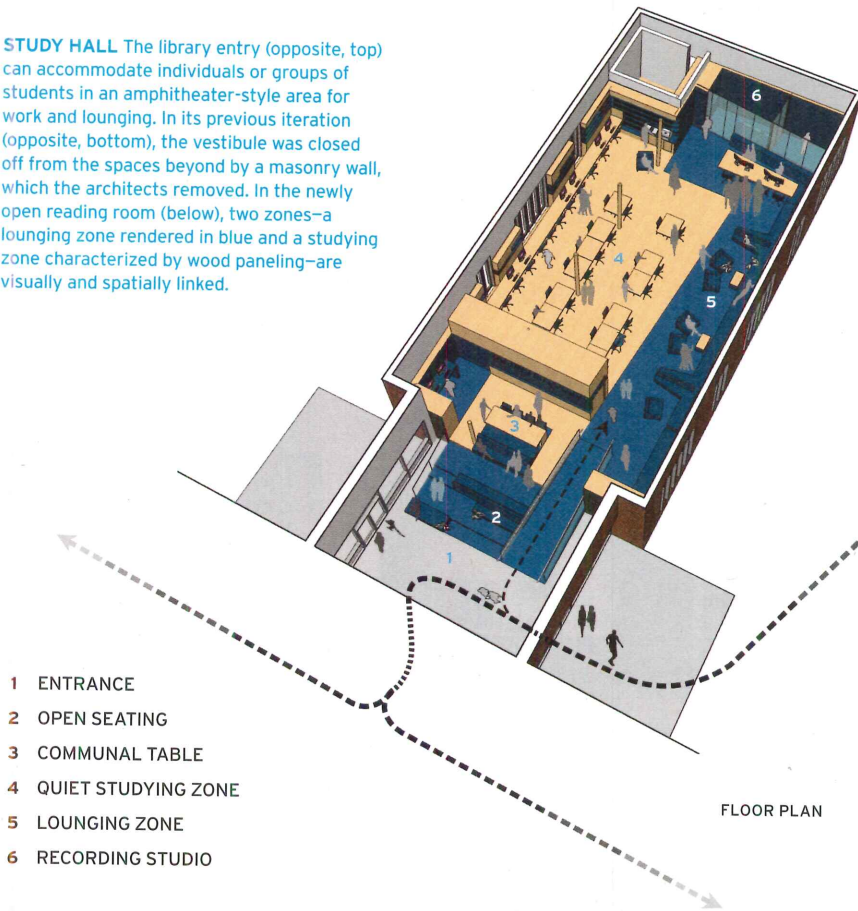 STUDY HALL The library entry (opposite, top)
can accommodate individuals or groups of
students in an amphitheater-style area for
work and lounging. In its previous iteration
(opposite, bottom), the vestibule was closed
off from the spaces beyond by a masonry wall,
which the architects removed. In the newly
open reading room (below), two zones—a
lounging zone rendered in blue and a studying
zone characterized by wood paneling—are
visually and spatially linked.
6
4
5
3
2
1
1 ENTRANCE
2 OPEN SEATING
3 COMMUNAL TABLE
4 QUIET STUDYING ZONE
5 LOUNGING ZONE
6 RECORDING STUDIO
FLOOR PLAN